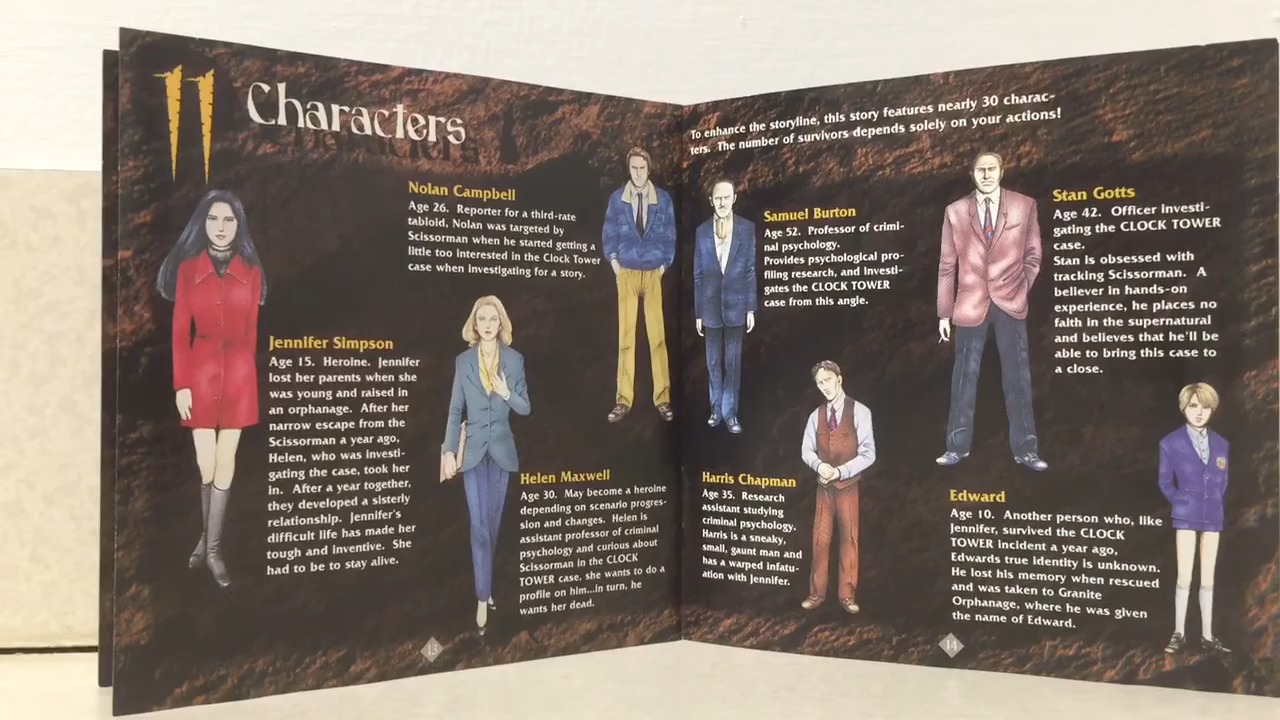 11 Characters
Nolan Campbell
Age 26. Reporter for a third-rate
tabloid, Nolan was targeted by
Scissorman when he started getting a
little too interested in the Clock Tower
case when investigating for a story.
Jennifer Simpson
Age 15. Heroine. Jennifer
lost her parents when she
was young and raised in
an orphanage. After her
narrow escape from the
Scissorman a year ago,
Helen, who was investi-
gating the case, took her
in. After a year together,
they developed a sisterly
relationship. Jennifer's
difficult life has made her
tough and inventive. She
had to be to stay alive.
Helen Maxwell
Age 30. May become a heroine
depending on scenario progres-
sion and changes. Helen is
assistant professor of criminal
psychology and curious about
Scissorman in the CLOCK
TOWER case, she wants to do a
profile on him...in turn, he
wants her dead.
13
To enhance the storyline, this story features nearly 30 charac-
ters. The number of survivors depends solely on your actions!
Samuel Burton
Age 52. Professor of crimi-
nal psychology.
Provides psychological pro-
filing research, and investi-
gates the CLOCK TOWER
case from this angle.
Stan Gotts
Age 42. Officer investi-
gating the CLOCK TOWER
case.
Stan is obsessed with
tracking Scissorman. A
believer in hands-on
experience, he places no
faith in the supernatural
and believes that he'll be
able to bring this case to
a close.
Harris Chapman
Age 35. Research
assistant studying
criminal psychology.
Harris is a sneaky,
small, gaunt man and
has a warped infatu-
ation with Jennifer.
Edward
Age 10. Another person who, like
Jennifer, survived the CLOCK
TOWER incident a year ago,
Edwards true identity is unknown.
He lost his memory when rescued
and was taken to Granite
Orphanage, where he was given
the name of Edward.
14